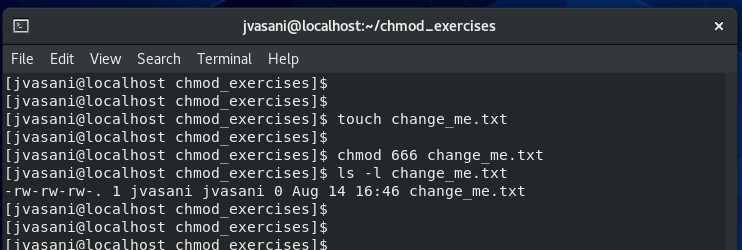 jvasani@localhost:~/chmod_exercises
File Edit View Search Terminal Help
[jvasani@localhost chmod_exercises]$
[jvasani@localhost chmod_exercises]$
[jvasani@localhost chmod_exercises]$ touch change_me.txt
[jvasani@localhost chmod_exercises]$
[jvasani@localhost chmod_exercises]$ chmod 666 change_me.txt
[jvasani@localhost chmod_exercises]$ ls -l change_me.txt
-rw-rw-rw-. 1 jvasani jvasani 0 Aug 14 16:46 change_me.txt
[jvasani@localhost chmod_exercises]$
[jvasani@localhost chmod_exercises]$
[jvasani@localhost chmod_exercises]$